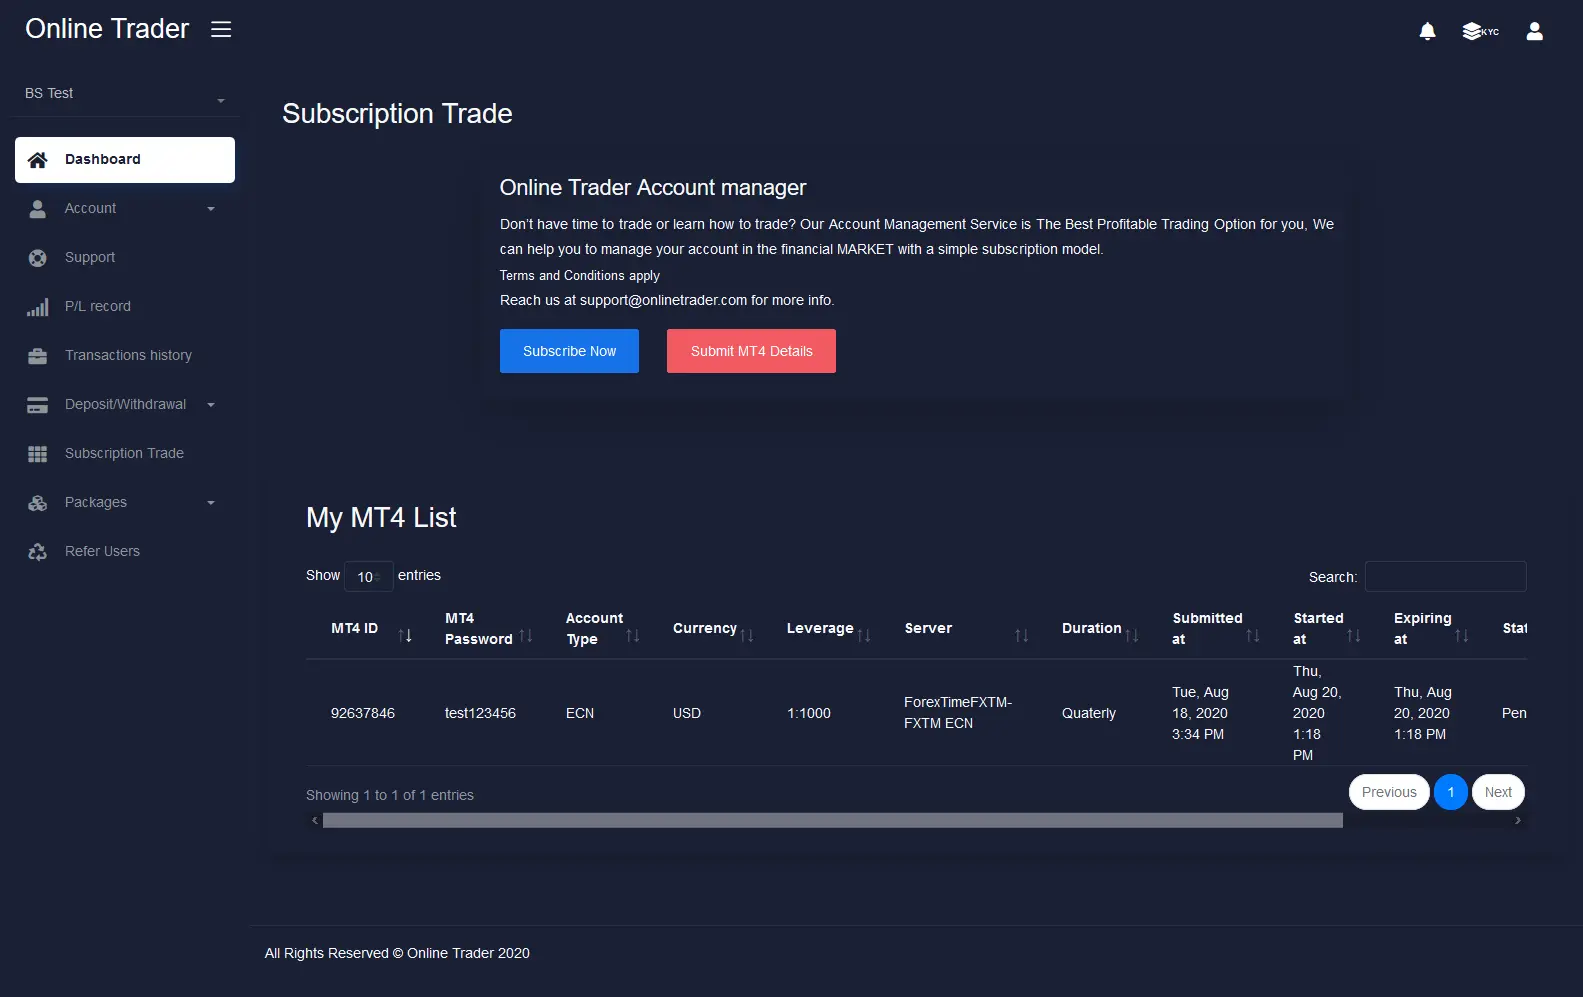 Online Trader
KYC
BS Test
Dashboard
Account
Support
P/L record
Transactions history
Deposit/Withdrawal
Subscription Trade
Packages
Refer Users
Subscription Trade
Online Trader Account manager
Don't have time to trade or learn how to trade? Our Account Management Service is The Best Profitable Trading Option for you, We
can help you to manage your account in the financial MARKET with a simple subscription model.
Terms and Conditions apply
Reach us at support@onlinetrader.com for more info.
Subscribe Now
Submit MT4 Details
My MT4 List
Show 10 entries
Search:
MT4 ID
MT4
Password
Account
Type
Currency
Leverage
Server
Duration
Submitted
at
Started
at
Expiring
at
Stat
92637846
test123456
ECN
USD
1:1000
ForexTimeFXTM-
FXTM ECN
Quaterly
Tue, Aug
18, 2020
3:34 PM
Thu,
Aug 20,
2020
1:18
PM
Thu, Aug
20, 2020
1:18 PM
Pen
Showing 1 to 1 of 1 entries
Previous
1
Next
All Rights Reserved © Online Trader 2020